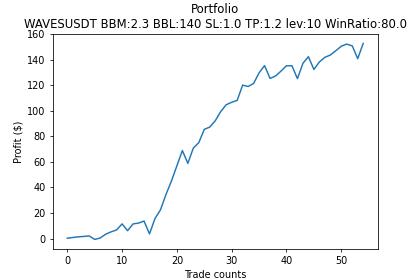 Portfolio
WAVESUSDT BBM:2.3 BBL:140 SL:1.0 TP:1.2 lev:10 WinRatio:80.0
160
140
120
100
80
60
40
20
0
Profit ($)
0 10 20 30 40 50
Trade counts